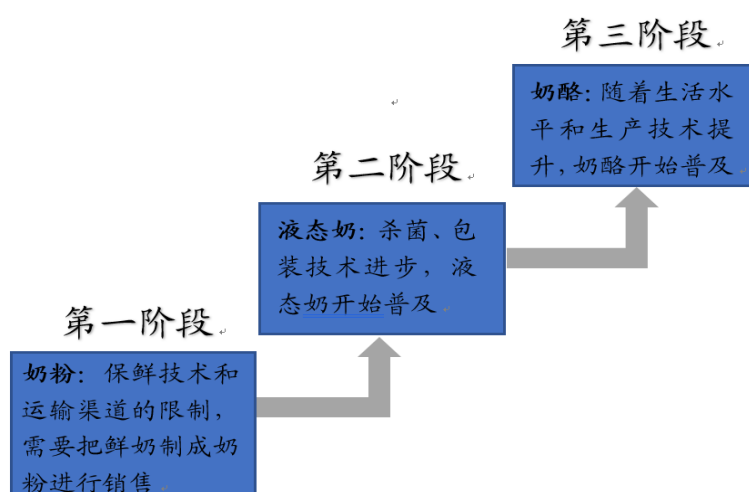 第三阶段
奶酪：随着生活水
平和生产技术提
升，奶酪开始普及
第二阶段
液态奶：杀菌、包
装技术进步，液
态奶开始普及
第一阶段
奶粉：保鲜技术和
运输渠道的限制，
需要把鲜奶制成奶
粉进行销售